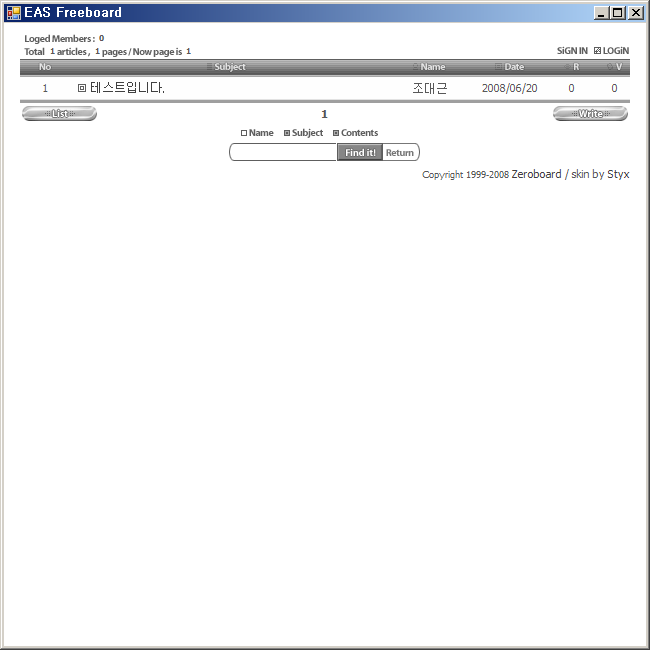 EAS Freeboard
Loged Members : 0
Total 1 articles , 1 pages / Now page is 1 SiGN IN LOGiN
No Subject Name Date R V
1 테스트입니다. 조대근 2008/06/20 0 0
List 1 Write
Name Subject Contents
Find it! Return
Copyright 1999-2008 Zeroboard / skin by Styx